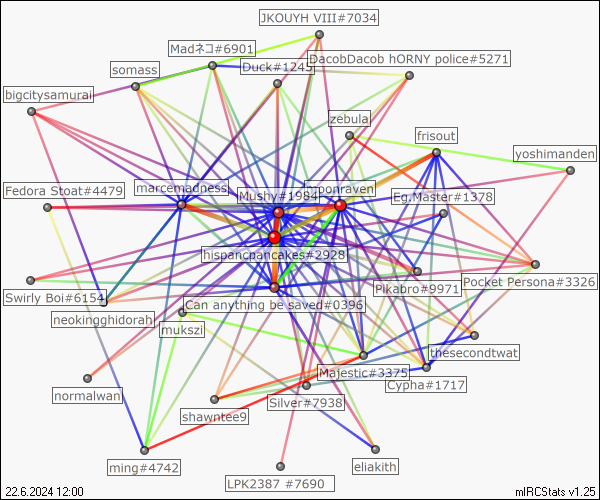 JKOUYH VIII#7034
Madネコ#6901
DacobDacob hORNY police#5271
Duck#1245
somass
bigcitysamurai
zebula
frisout
yoshimanden
Fedora Stoat#4479
marcemadness
Mushy#1984
Eg.Master#1378
hispancpancakes#2928
Swirly Boi#6154
Can anything be saved#0396
Pikabro#9971
Pocket Persona#3326
neokingghidorah
mukszi
thesecondtwat
Majestic#3375
Cypha#1717
normalwan
shawntee9
Silver#7938
ming#4742
eliakith
LPK2387 #7690
22.6.2024 12:00
mIRCStats v1.25